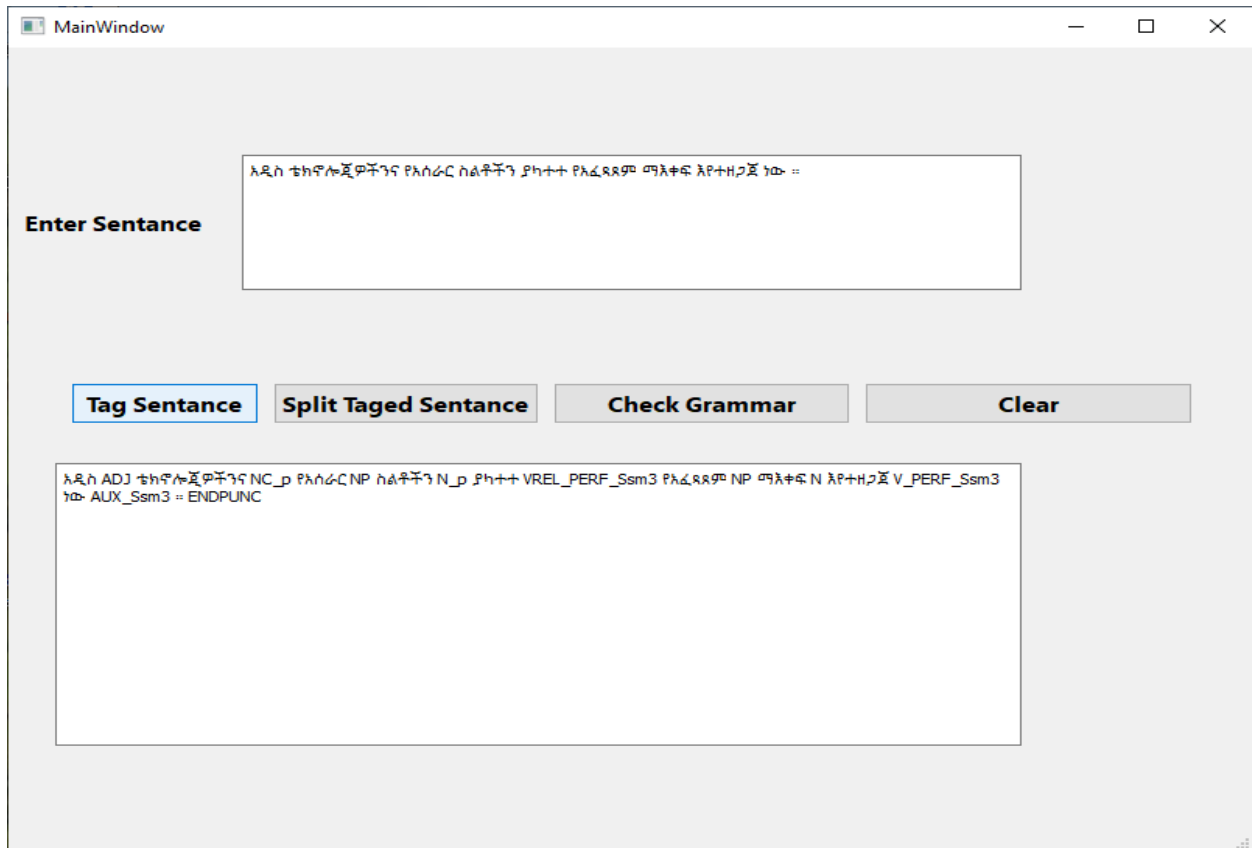 MainWindow
አዲስ ቴክኖሎጂዎችንና የአሰራር ስልቶችን ያካተተ የአፈጻጸም ማእቀፍ እየተዘጋጀ ነው ።
Enter Sentance
Tag Sentance Split Taged Sentance Check Grammar Clear
አዲስ ADJ ቴክኖሎጂዎችንና NC_p የአሰራር NP ስልቶችን N_p ያካተተ VREL_PERF_Ssm3 የአፈጻጸም NP ማእቀፍ N እየተዘጋጀ V_PERF_Ssm3
ነው AUX_Ssm3 ። ENDPUNC